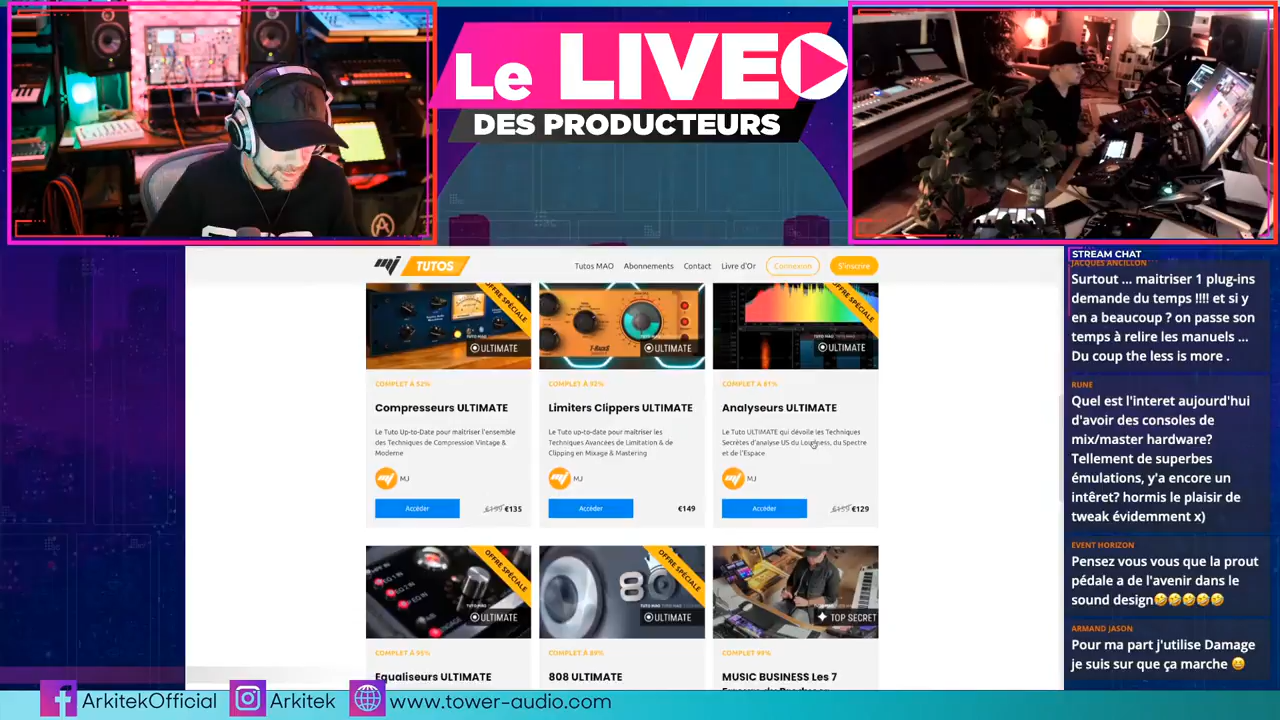 Le LIVE
DES PRODUCTEURS
MJ TUTOS
Tutos MAO
Abonnements
Contact
Livre d'Or
Connexion
S'inscrire
OFFRE SPÉCIALE
ULTIMATE
ULTIMATE
OFFRE SPÉCIALE
ULTIMATE
COMPLET À 52%
Compresseurs ULTIMATE
Le Tuto Up-to-Date pour maîtriser l'ensemble
des Techniques de Compression Vintage &
Moderne
MJ
Accéder
€199 €135
COMPLET À 92%
Limiters Clippers ULTIMATE
Le Tuto up-to-date pour maîtriser les
Techniques Avancées de Limitation & de
Clipping en Mixage & Mastering
MJ
Accéder
€149
COMPLET À 81%
Analyseurs ULTIMATE
Le Tuto ULTIMATE qui dévoile les Techniques
Secrètes d'analyse US du Loudness, du Spectre
et de l'Espace
MJ
Accéder
€159 €129
OFFRE SPÉCIALE
TUTO MAO
ULTIMATE
OFFRE SPÉCIALE
808
TUTO MAO
ULTIMATE
TOP SECRET
COMPLET À 95%
Equaliseurs ULTIMATE
COMPLET À 89%
808 ULTIMATE
COMPLET 99%
MUSIC BUSINESS Les 7
STREAM CHAT
JACQUES ANCILLON
Surtout ... maitriser 1 plug-ins
demande du temps !!!! et si y
en a beaucoup ? on passe son
temps à relire les manuels ...
Du coup the less is more .
RUNE
Quel est l'interet aujourd'hui
d'avoir des consoles de
mix/master hardware?
Tellement de superbes
émulations, y'a encore un
intêret? hormis le plaisir de
tweak évidemment x)
EVENT HORIZON
Pensez vous vous que la prout
pédale a de l'avenir dans le
sound design🤣🤣🤣🤣🤣
ARMAND JASON
Pour ma part j'utilise Damage
je suis sur que ça marche 😄
ArkitekOfficial
Arkitek
www.tower-audio.com